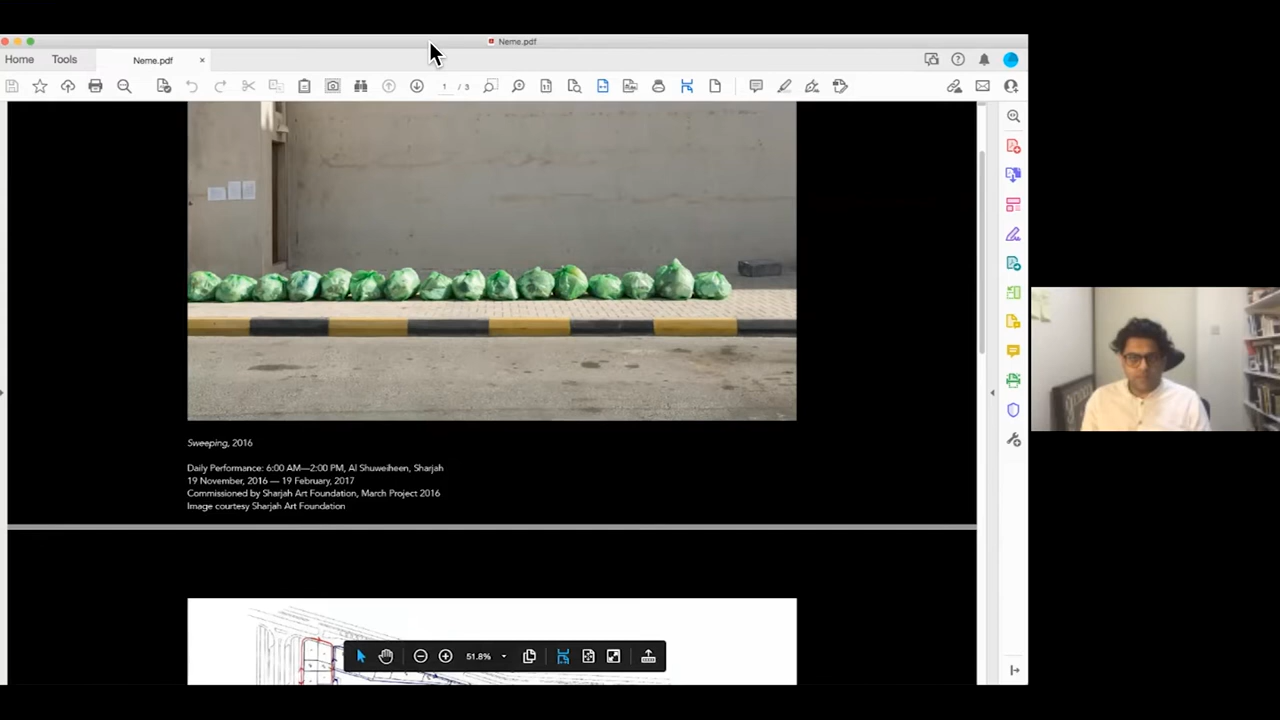 Neme.pdf
Home
Tools
Neme.pdf
1 / 3
Sweeping, 2016
Daily Performance: 6:00 AM—2:00 PM, Al Shuweiheen, Sharjah
19 November, 2016 — 19 February, 2017
Commissioned by Sharjah Art Foundation, March Project 2016
Image courtesy Sharjah Art Foundation
51.8%